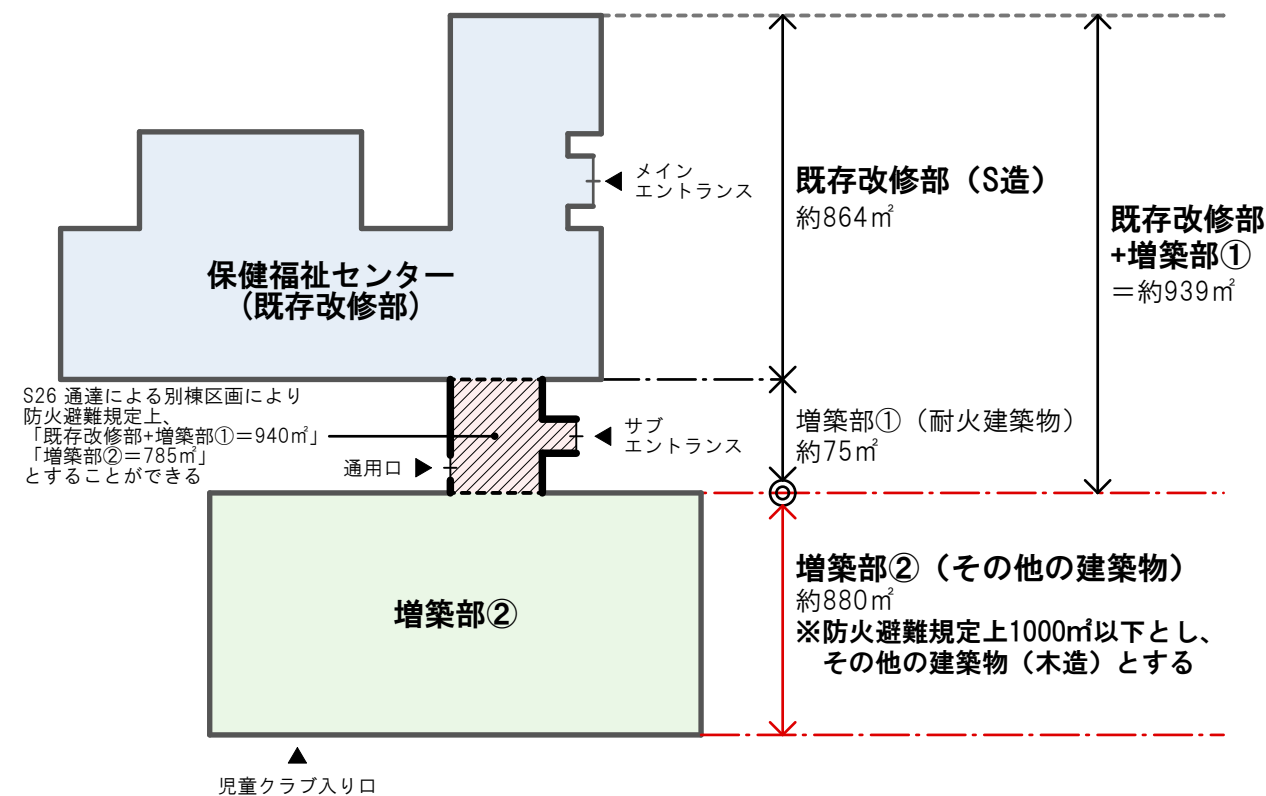 メイン
エントランス
既存改修部（S造）
約864㎡
既存改修部
+増築部①
＝約939㎡
保健福祉センター
(既存改修部)
S26 通達による別棟区画により
防火避難規定上、
「既存改修部+増築部①＝940㎡」
「増築部②＝785㎡」
とすることができる
サブ
エントランス
通用口
増築部①（耐火建築物）
約75㎡
増築部②
増築部②（その他の建築物）
約880㎡
※防火避難規定上1000㎡以下とし、
その他の建築物（木造）とする
児童クラブ入り口